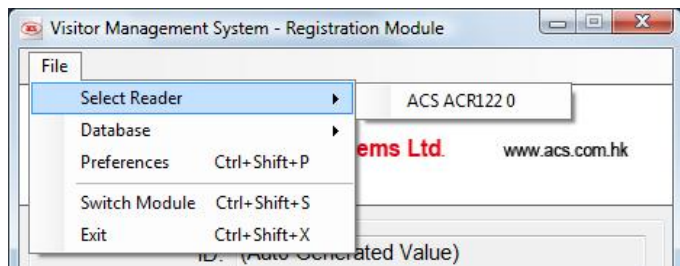 Visitor Management System - Registration Module
File
Select Reader
ACS ACR122 0
Database
Preferences Ctrl+Shift+P
ems Ltd. www.acs.com.hk
Switch Module Ctrl+Shift+S
Exit Ctrl+Shift+X
ID: (Auto Generated Value)